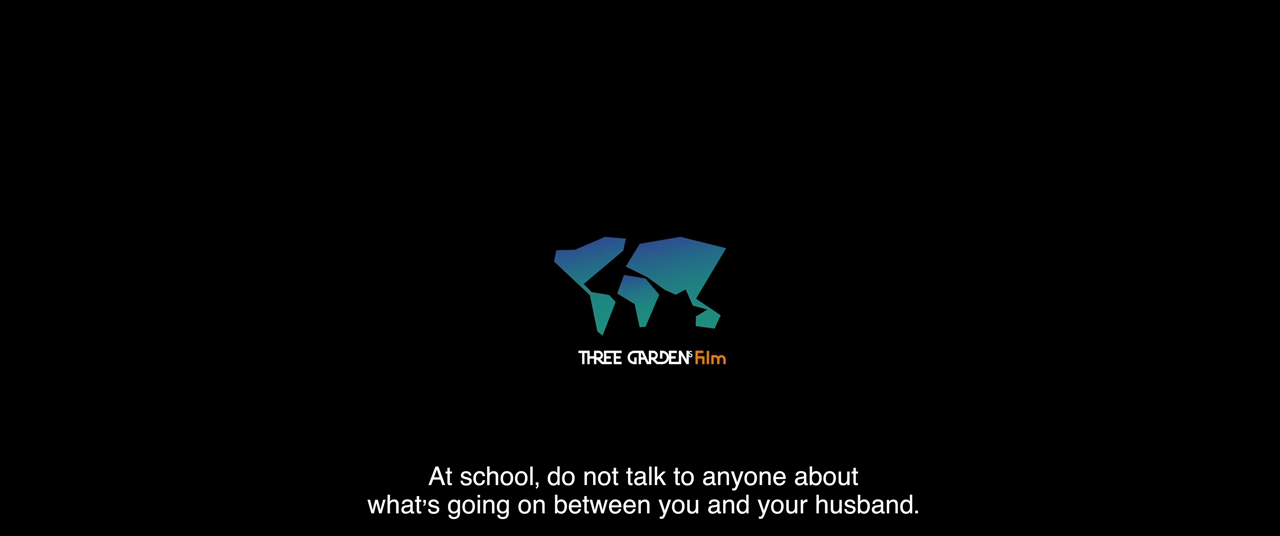 THREE GARDENS film
At school, do not talk to anyone about
what's going on between you and your husband.